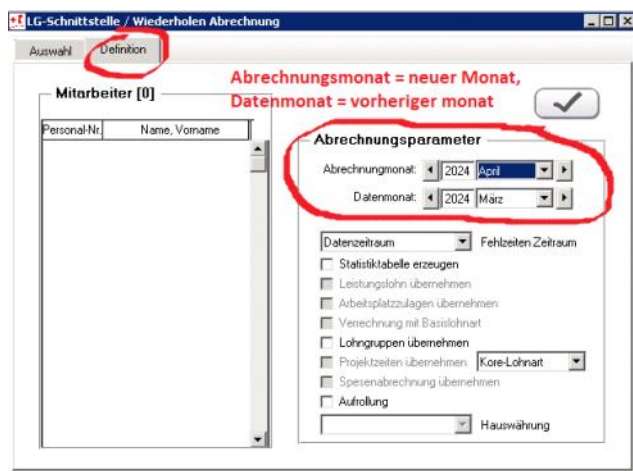 LG-Schnittstelle / Wiederholen Abrechnung
Auswahl
Definition
Abrechnungsmonat = neuer Monat,
Datenmonat = vorheriger monat
Mitarbeiter [0]
Personal-Nr.
Name, Vorname
Abrechnungsparameter
Abrechnungmonat: 2024 April
Datenmonat: 2024 März
Datenzeitraum Fehlzeiten Zeitraum
Statistiktabelle erzeugen
Leistungslohn übernehmen
Arbeitsplatzzulagen übernehmen
Verrechnung mit Basislohnart
Lohngruppen übernehmen
Projektzeiten übernehmen Kore-Lohnart
Spesenabrechnung übernehmen
Aufrollung
Hauswährung